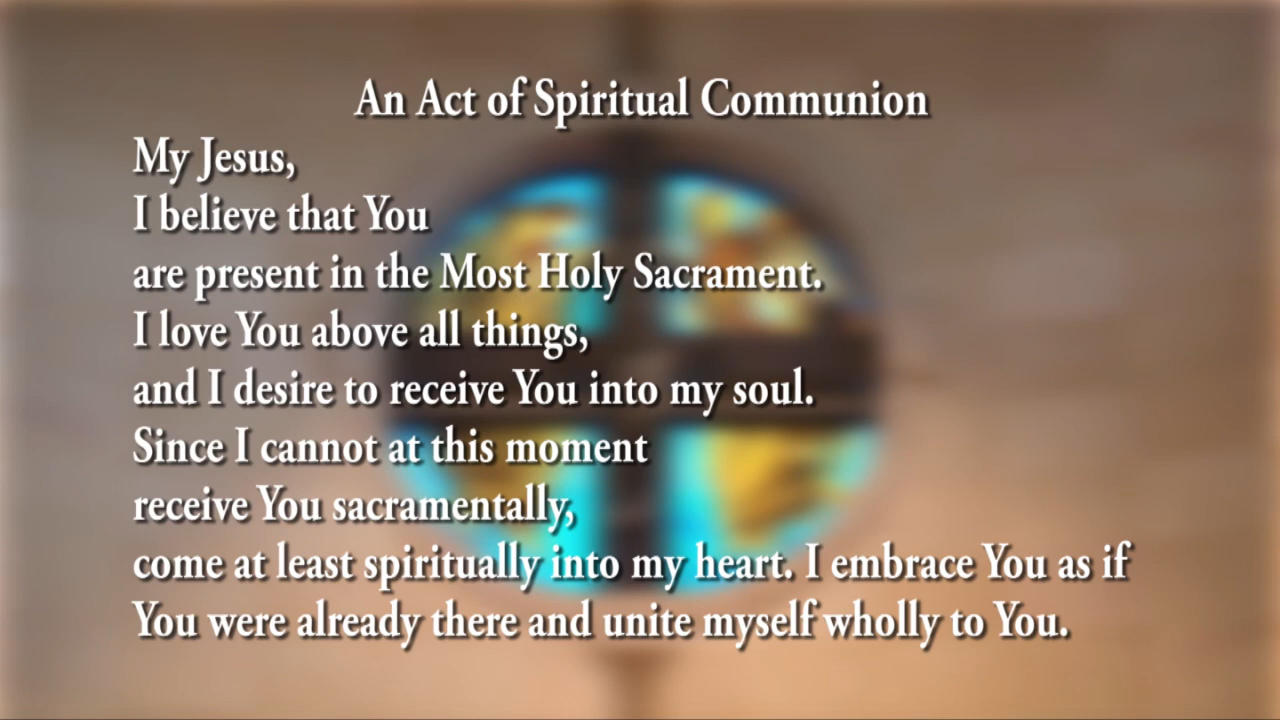 An Act of Spiritual Communion
My Jesus,
I believe that You
are present in the Most Holy Sacrament.
I love You above all things,
and I desire to receive You into my soul.
Since I cannot at this moment
receive You sacramentally,
come at least spiritually into my heart. I embrace You as if
You were already there and unite myself wholly to You.